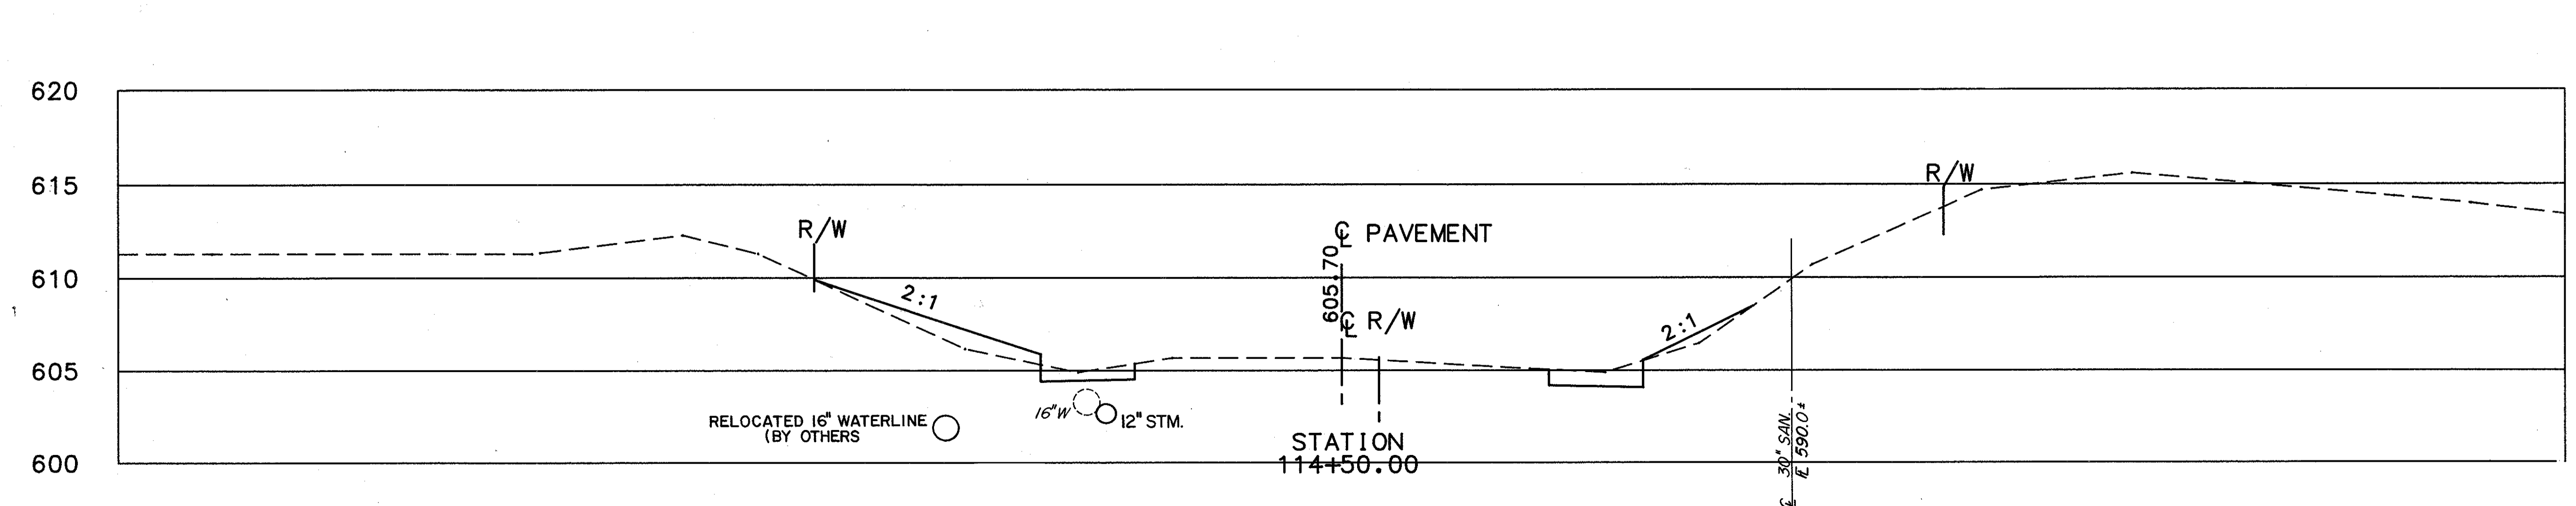 620
615
610
605
600
R/W
2:1
℄ PAVEMENT
605.70
℄ R/W
2:1
R/W
RELOCATED 16" WATERLINE
(BY OTHERS
16"W
12" STM.
STATION
114+50.00
℄ 30" SAN.
590.0±